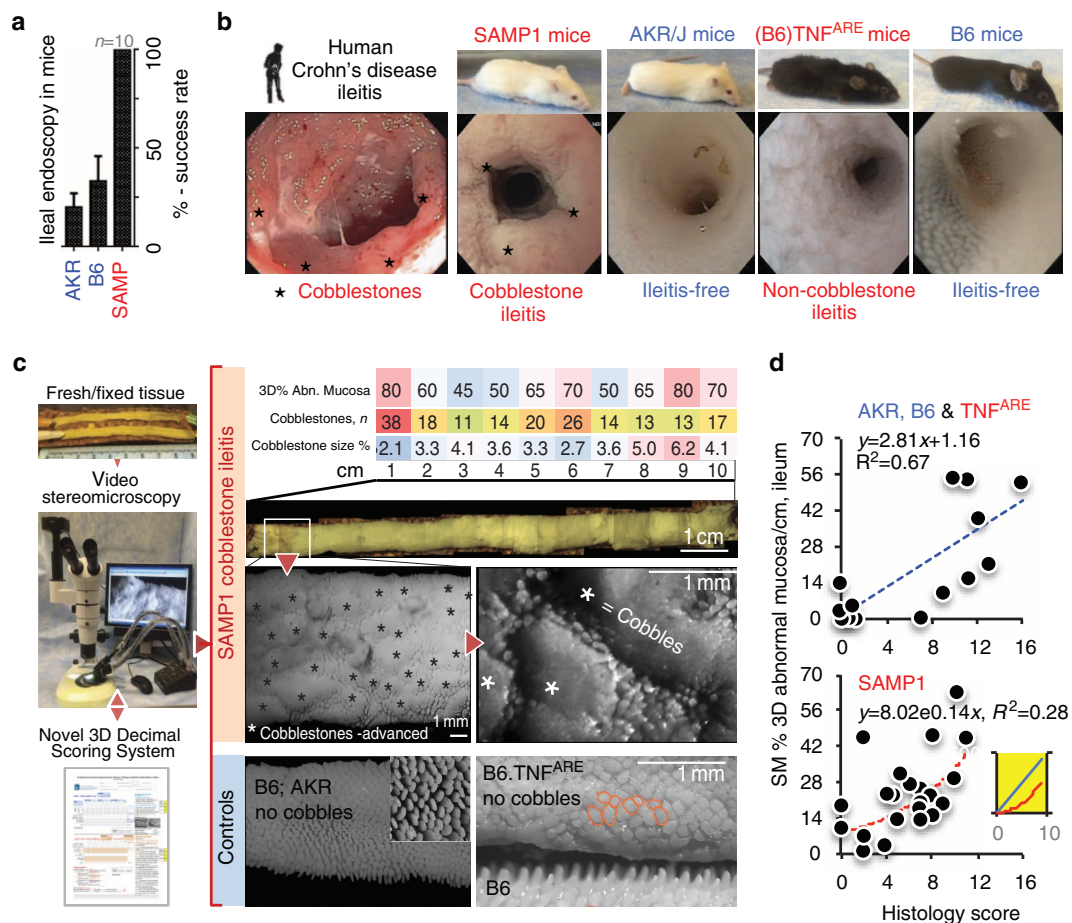 a
n=10
Ileal endoscopy in mice
100
50
0
% - success rate
AKR
B6
SAMP
b
Human
Crohn's disease
ileitis
SAMP1 mice
AKR/J mice
(B6)TNFᴬᴿᴱ mice
B6 mice
★ Cobblestones
Cobblestone
ileitis
Ileitis-free
Non-cobblestone
ileitis
Ileitis-free
c
Fresh/fixed tissue
Video
stereomicroscopy
Novel 3D Decimal
Scoring System
SAMP1 cobblestone ileitis
3D% Abn. Mucosa 80 60 45 50 65 70 50 65 80 70
Cobblestones, n 38 18 11 14 20 26 14 13 13 17
Cobblestone size % 2.1 3.3 4.1 3.6 3.3 2.7 3.6 5.0 6.2 4.1
cm 1 2 3 4 5 6 7 8 9 10
1 cm
1 mm
* Cobblestones -advanced
1 mm
* = Cobbles
Controls
B6; AKR
no cobbles
1 mm
B6.TNFᴬᴿᴱ
no cobbles
B6
d
AKR, B6 & TNFᴬᴿᴱ
y=2.81x+1.16
R²=0.67
70
56
42
28
14
0
0 4 8 12 16
SM % 3D abnormal mucosa/cm, ileum
SAMP1
y=8.02e0.14x, R²=0.28
70
56
42
28
14
0
0 10
0 4 8 12 16
Histology score